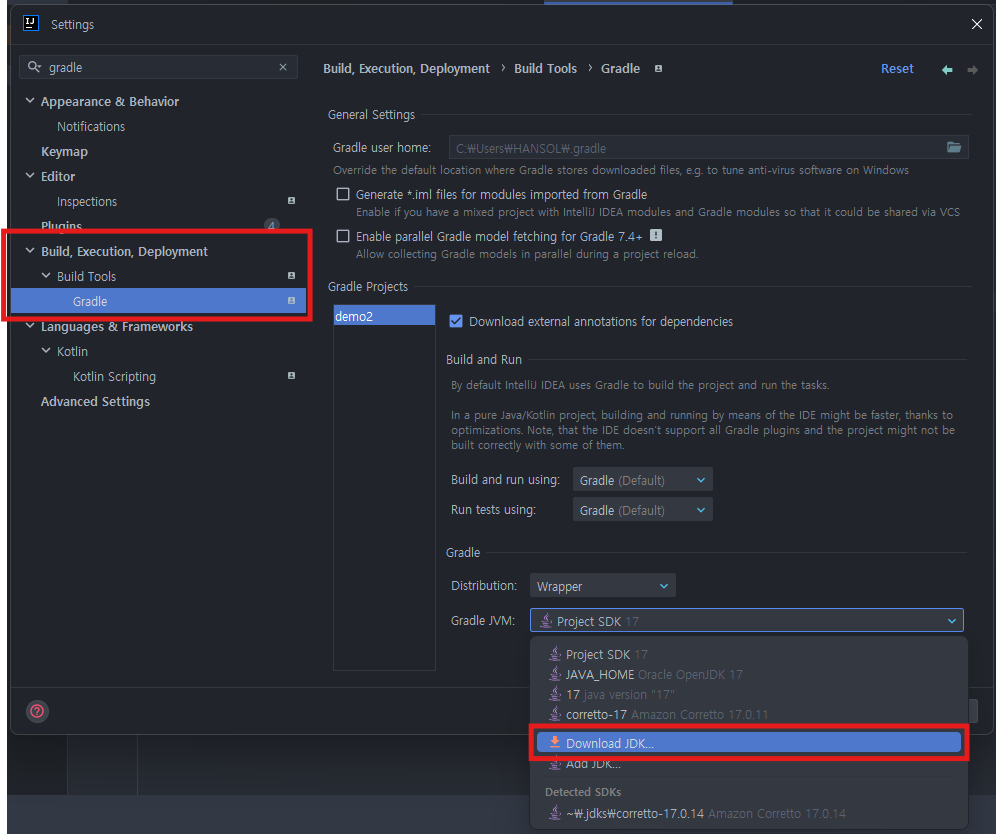 IJ Settings
gradle
Build, Execution, Deployment › Build Tools › Gradle
Reset
Appearance & Behavior
Notifications
Keymap
Editor
Inspections
Plugins 4
Build, Execution, Deployment
Build Tools
Gradle
Languages & Frameworks
Kotlin
Kotlin Scripting
Advanced Settings
General Settings
Gradle user home: C:₩Users₩HANSOL₩.gradle
Override the default location where Gradle stores downloaded files, e.g. to tune anti-virus software on Windows
Generate *.iml files for modules imported from Gradle
Enable if you have a mixed project with IntelliJ IDEA modules and Gradle modules so that it could be shared via VCS
Enable parallel Gradle model fetching for Gradle 7.4+ !
Allow collecting Gradle models in parallel during a project reload.
Gradle Projects
demo2
Download external annotations for dependencies
Build and Run
By default IntelliJ IDEA uses Gradle to build the project and run the tasks.
In a pure Java/Kotlin project, building and running by means of the IDE might be faster, thanks to
optimizations. Note, that the IDE doesn't support all Gradle plugins and the project might not be
built correctly with some of them.
Build and run using: Gradle (Default)
Run tests using: Gradle (Default)
Gradle
Distribution: Wrapper
Gradle JVM: Project SDK 17
Project SDK 17
JAVA_HOME Oracle OpenJDK 17
17 java version "17"
corretto-17 Amazon Corretto 17.0.11
Download JDK...
Add JDK...
Detected SDKs
~₩.jdks₩corretto-17.0.14 Amazon Corretto 17.0.14
?